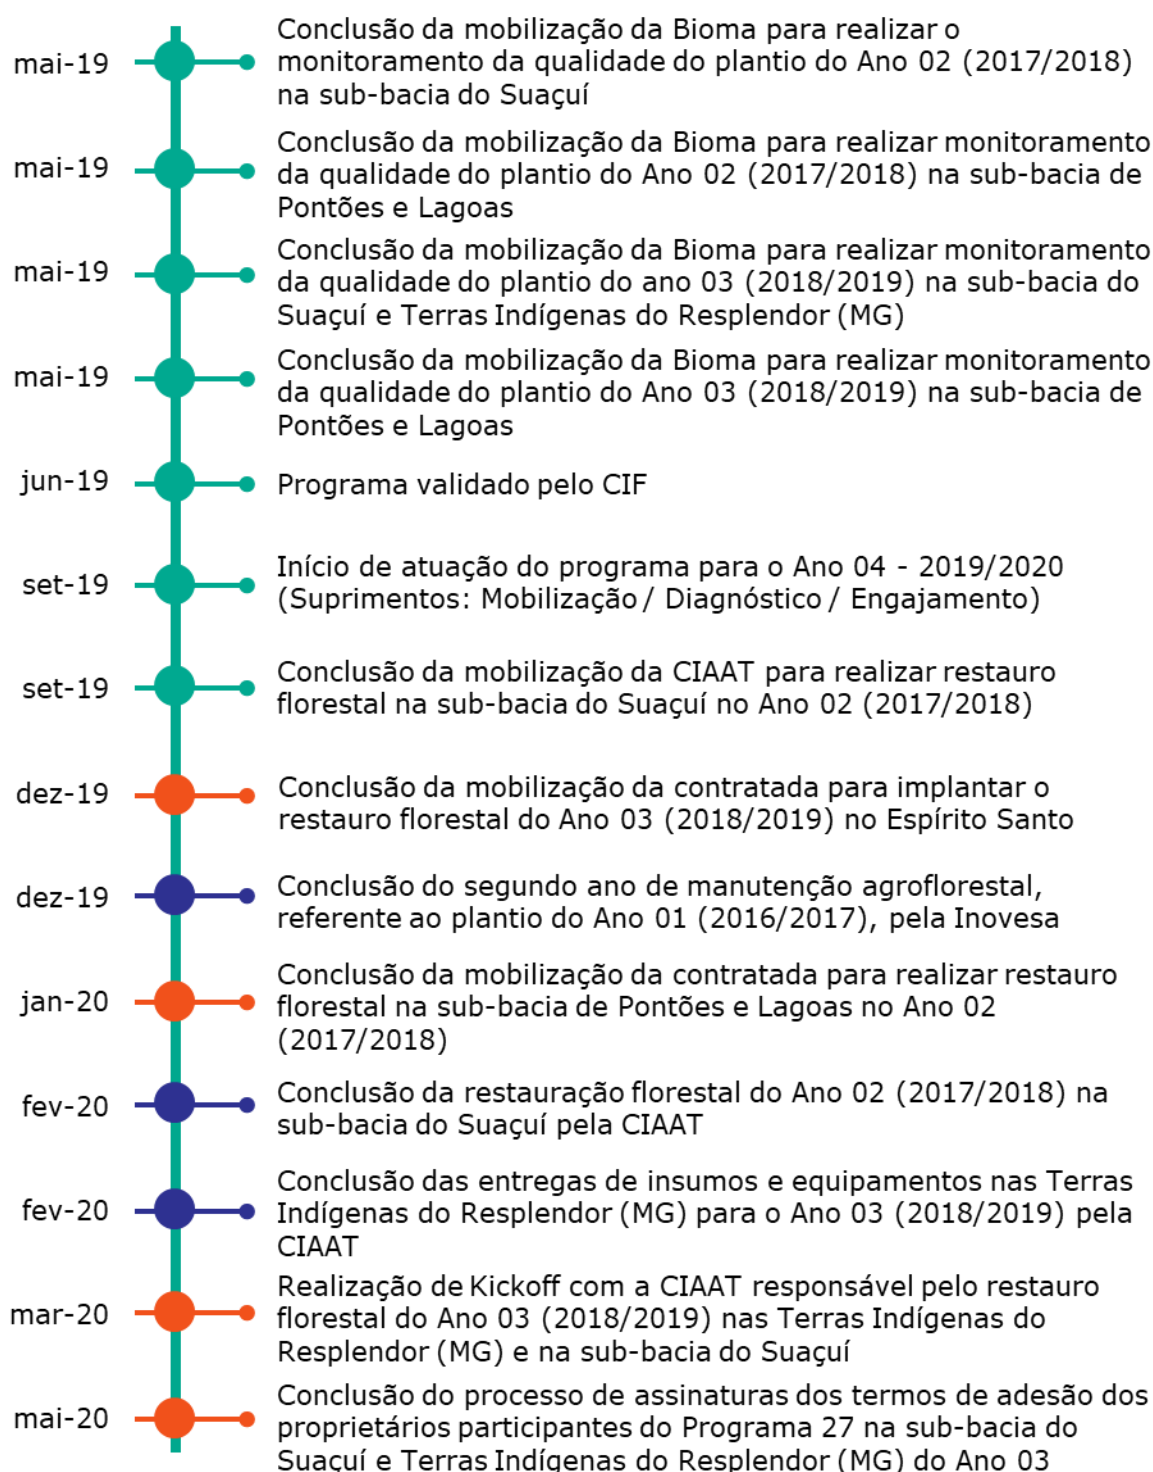 mai-19
Conclusão da mobilização da Bioma para realizar o
monitoramento da qualidade do plantio do Ano 02 (2017/2018)
na sub-bacia do Suaçuí
mai-19
Conclusão da mobilização da Bioma para realizar monitoramento
da qualidade do plantio do Ano 02 (2017/2018) na sub-bacia de
Pontões e Lagoas
mai-19
Conclusão da mobilização da Bioma para realizar monitoramento
da qualidade do plantio do ano 03 (2018/2019) na sub-bacia do
Suaçuí e Terras Indígenas do Resplendor (MG)
mai-19
Conclusão da mobilização da Bioma para realizar monitoramento
da qualidade do plantio do Ano 03 (2018/2019) na sub-bacia de
Pontões e Lagoas
jun-19
Programa validado pelo CIF
set-19
Início de atuação do programa para o Ano 04 - 2019/2020
(Suprimentos: Mobilização / Diagnóstico / Engajamento)
set-19
Conclusão da mobilização da CIAAT para realizar restauro
florestal na sub-bacia do Suaçuí no Ano 02 (2017/2018)
dez-19
Conclusão da mobilização da contratada para implantar o
restauro florestal do Ano 03 (2018/2019) no Espírito Santo
dez-19
Conclusão do segundo ano de manutenção agroflorestal,
referente ao plantio do Ano 01 (2016/2017), pela Inovesa
jan-20
Conclusão da mobilização da contratada para realizar restauro
florestal na sub-bacia de Pontões e Lagoas no Ano 02
(2017/2018)
fev-20
Conclusão da restauração florestal do Ano 02 (2017/2018) na
sub-bacia do Suaçuí pela CIAAT
fev-20
Conclusão das entregas de insumos e equipamentos nas Terras
Indígenas do Resplendor (MG) para o Ano 03 (2018/2019) pela
CIAAT
mar-20
Realização de Kickoff com a CIAAT responsável pelo restauro
florestal do Ano 03 (2018/2019) nas Terras Indígenas do
Resplendor (MG) e na sub-bacia do Suaçuí
mai-20
Conclusão do processo de assinaturas dos termos de adesão dos
proprietários participantes do Programa 27 na sub-bacia do
Suaçuí e Terras Indígenas do Resplendor (MG) do Ano 03